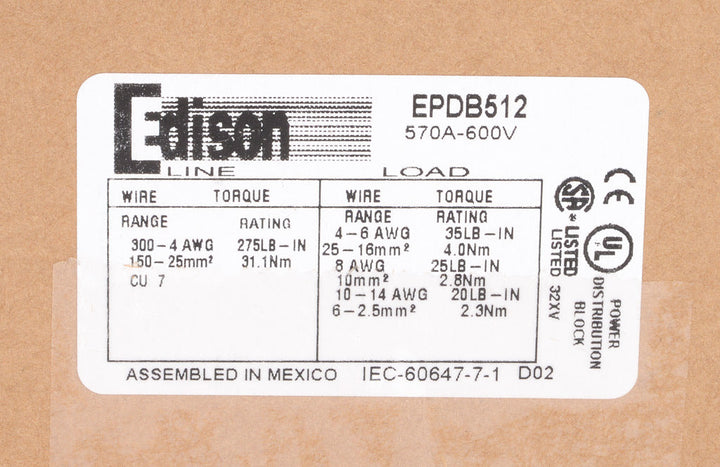 Edison
EPDB512
570A-600V
LINE LOAD
WIRE TORQUE WIRE TORQUE
RANGE RATING RANGE RATING
300-4 AWG 275LB-IN
150-25mm² 31.1Nm
CU 7
4-6 AWG 35LB-IN
25-16mm² 4.0Nm
8 AWG 25LB-IN
10mm² 2.8Nm
10-14 AWG 20LB-IN
6-2.5mm² 2.3Nm
ASSEMBLED IN MEXICO IEC-60647-7-1 D02
CE
SA
* LISTED
LISTED 32XV
UL
POWER
DISTRIBUTION
BLOCK